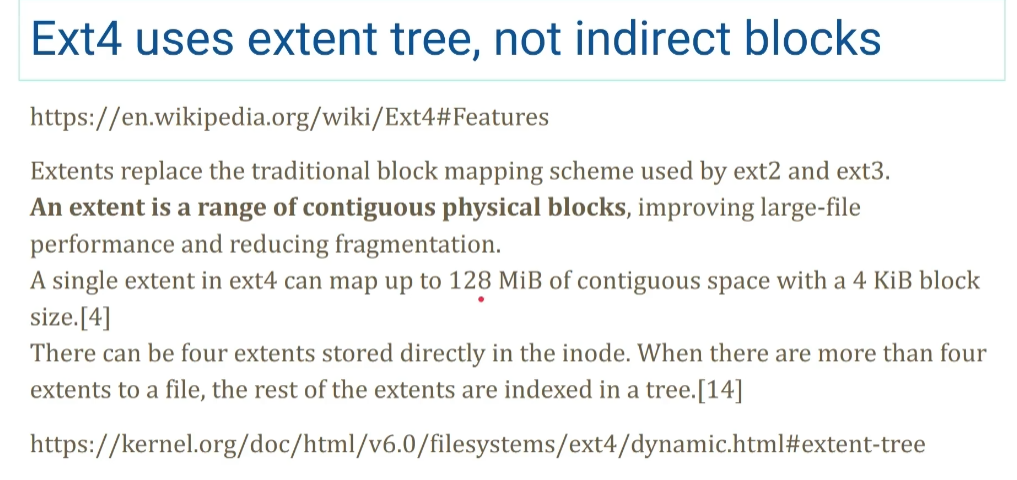 Ext4 uses extent tree, not indirect blocks
https://en.wikipedia.org/wiki/Ext4#Features
Extents replace the traditional block mapping scheme used by ext2 and ext3.
An extent is a range of contiguous physical blocks, improving large-file
performance and reducing fragmentation.
A single extent in ext4 can map up to 128 MiB of contiguous space with a 4 KiB block
size.[4]
There can be four extents stored directly in the inode. When there are more than four
extents to a file, the rest of the extents are indexed in a tree.[14]
https://kernel.org/doc/html/v6.0/filesystems/ext4/dynamic.html#extent-tree